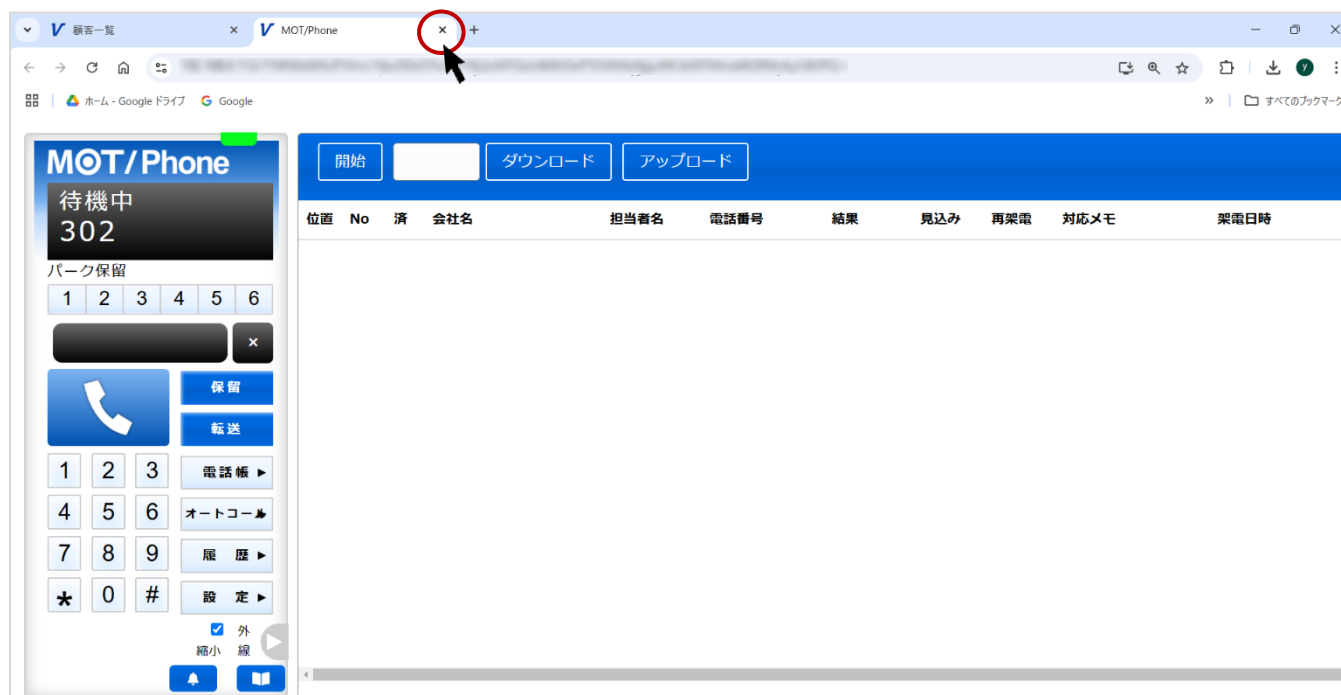 顧客一覧
MOT/Phone
ホーム - Google ドライブ
Google
すべてのブックマーク
MOT/Phone
待機中
302
パーク保留
1 2 3 4 5 6
×
保留
転送
1 2 3
電話帳 ▶
4 5 6
オートコール
7 8 9
履 歴 ▶
* 0 #
設 定 ▶
縮小
外線
開始
ダウンロード
アップロード
位置 No 済 会社名 担当者名 電話番号 結果 見込み 再架電 対応メモ 架電日時